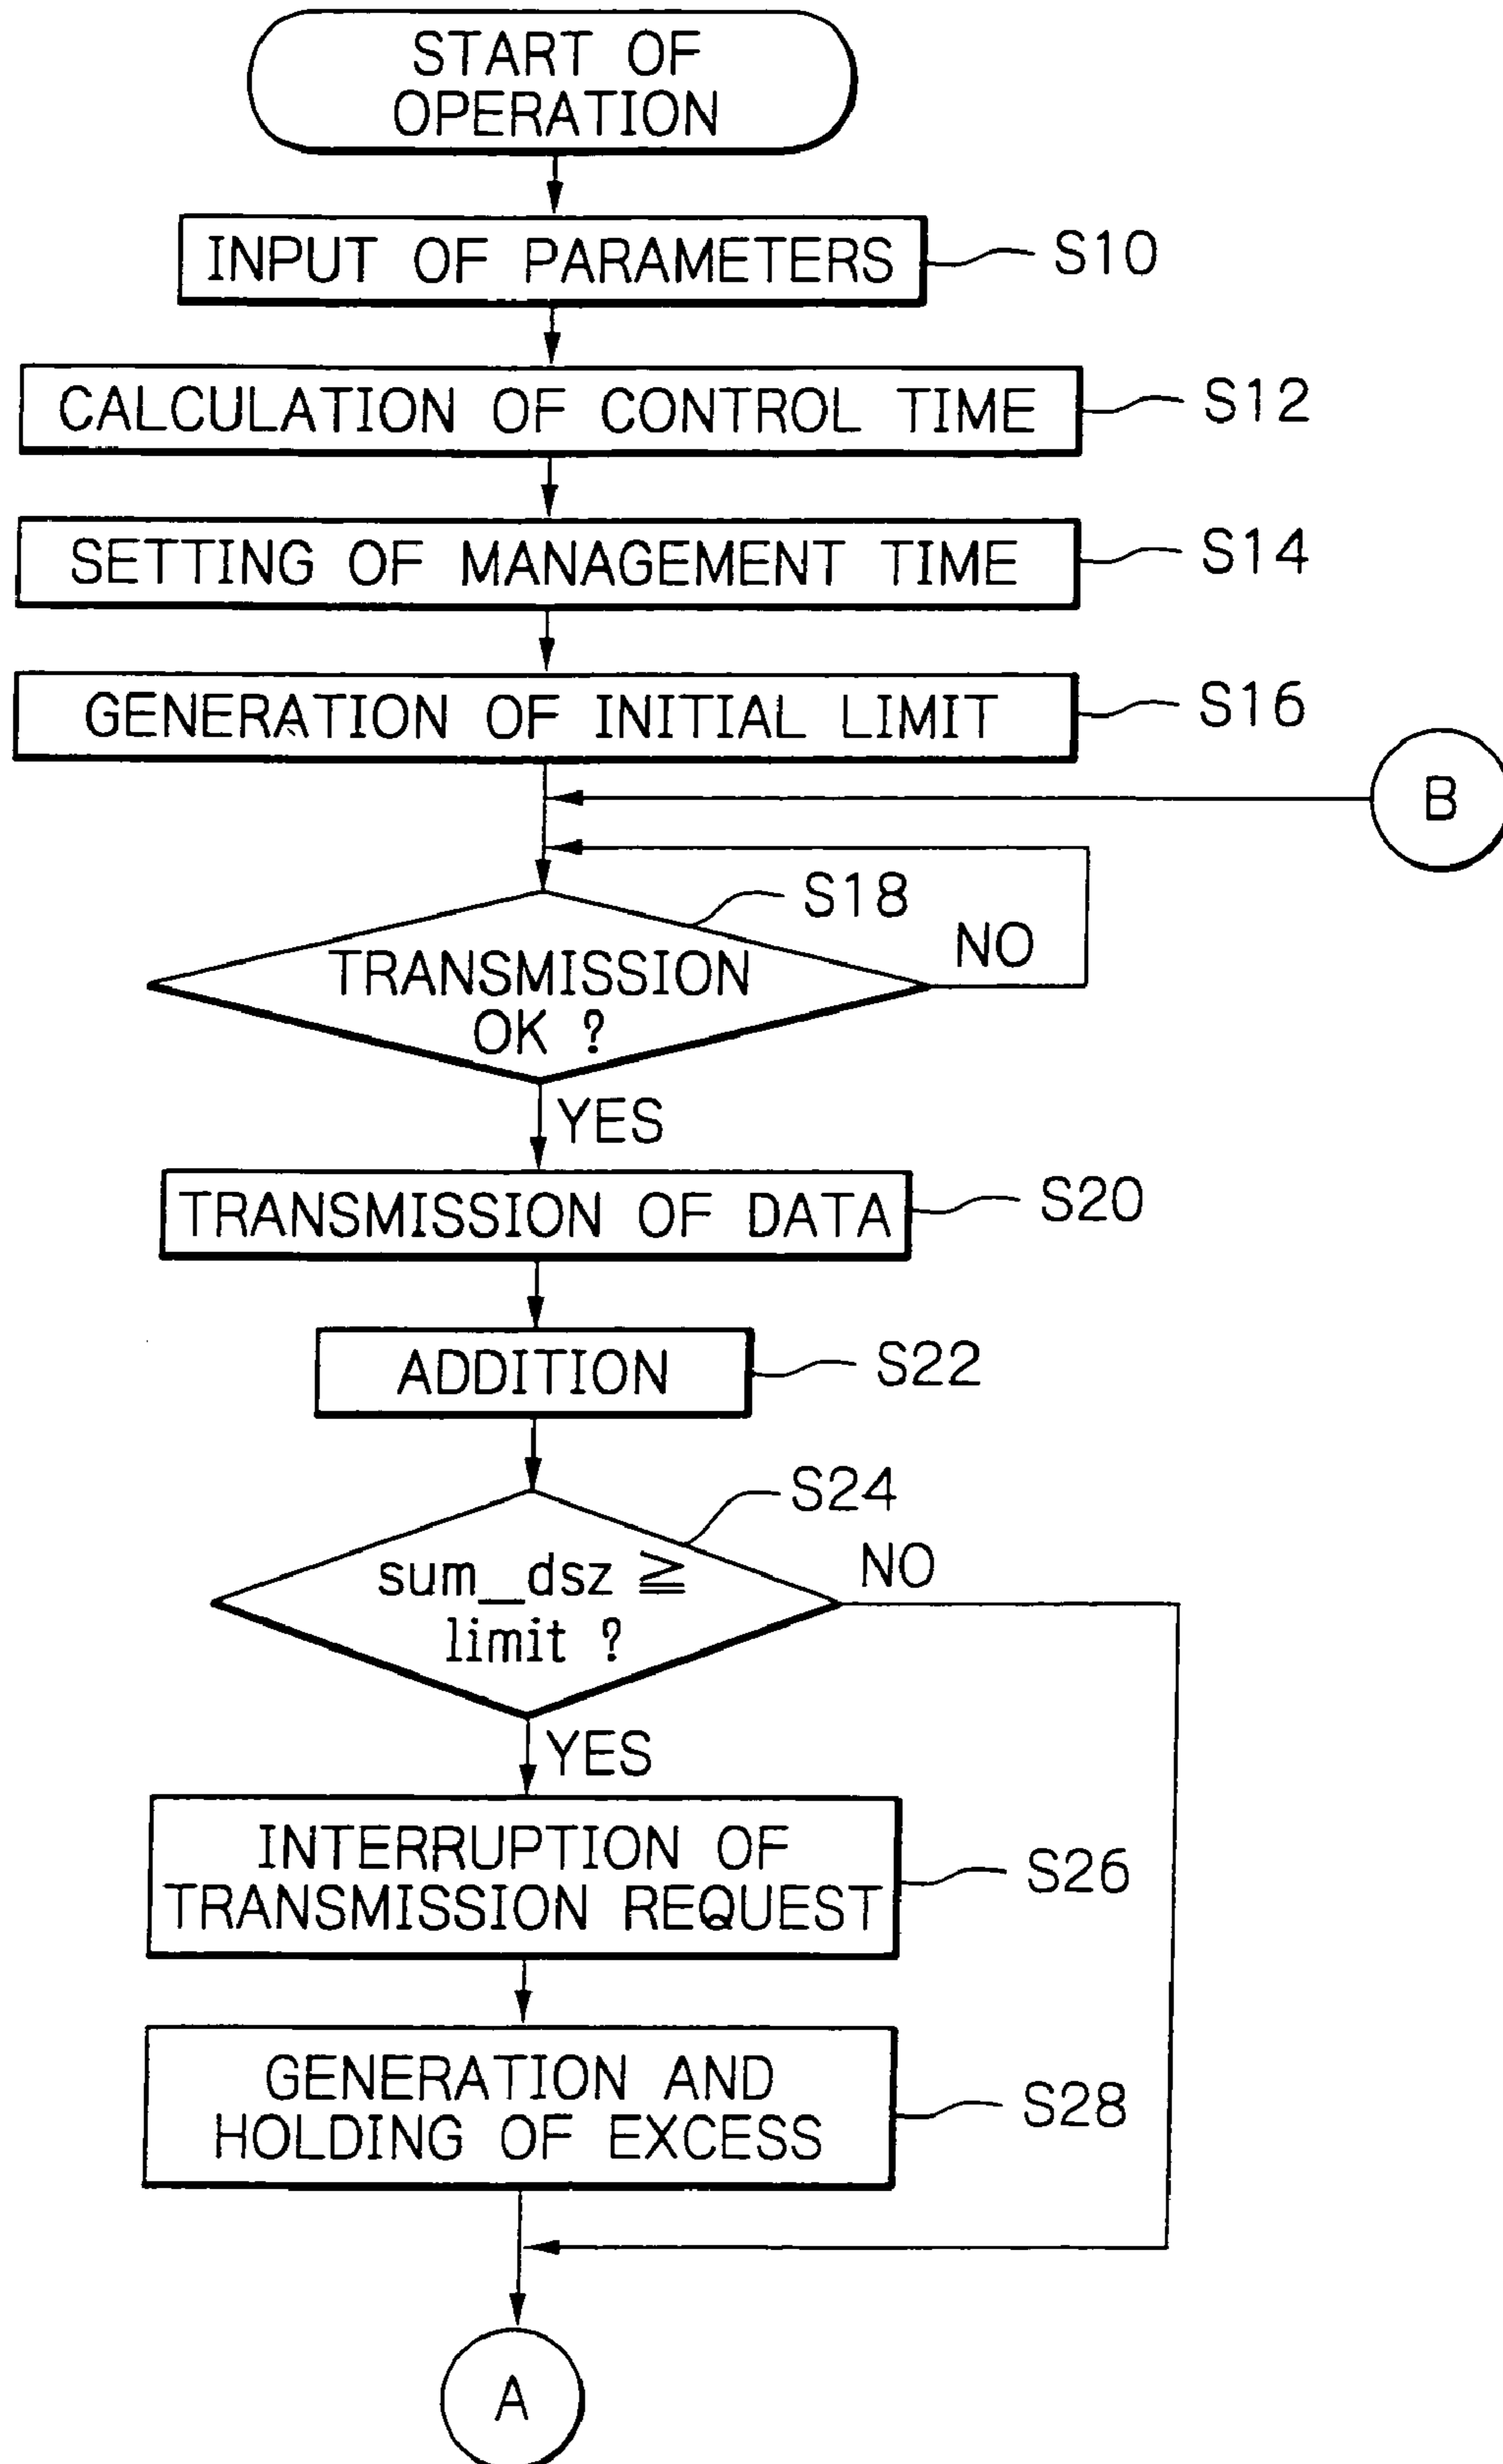 START OF
OPERATION
INPUT OF PARAMETERS
S10
CALCULATION OF CONTROL TIME
S12
SETTING OF MANAGEMENT TIME
S14
GENERATION OF INITIAL LIMIT
S16
B
S18
NO
TRANSMISSION
OK ?
YES
TRANSMISSION OF DATA
S20
ADDITION
S22
S24
NO
sum_dsz ≧
limit ?
YES
INTERRUPTION OF
TRANSMISSION REQUEST
S26
GENERATION AND
HOLDING OF EXCESS
S28
A